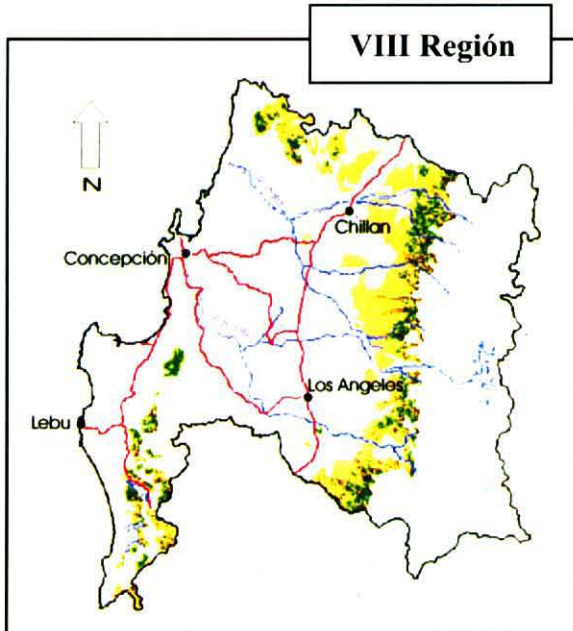 VIII Región
N
Chillan
Concepción
Los Angeles
Lebu